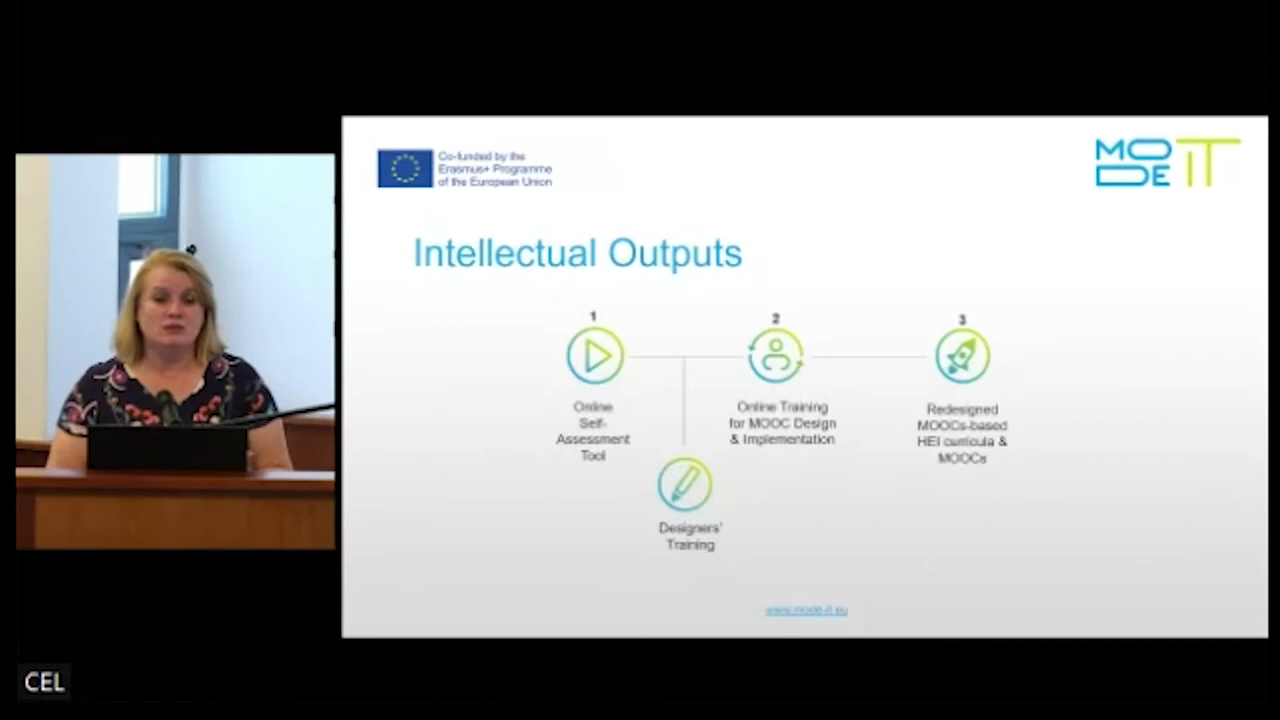 Co-funded by the
Erasmus+ Programme
of the European Union
MO
DE IT
Intellectual Outputs
1
2
3
Online
Self-
Assessment
Tool
Online Training
for MOOC Design
& Implementation
Redesigned
MOOCs-based
HEI curricula &
MOOCs
Designers'
Training
www.mode-it.eu
CEL